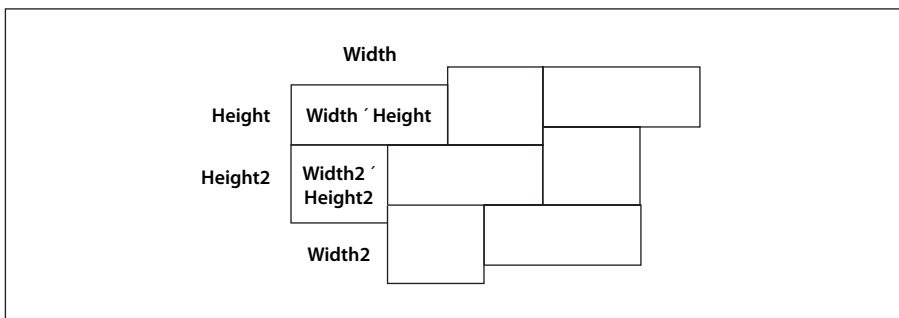 Width
Height
Width ´ Height
Height2
Width2 ´
Height2
Width2